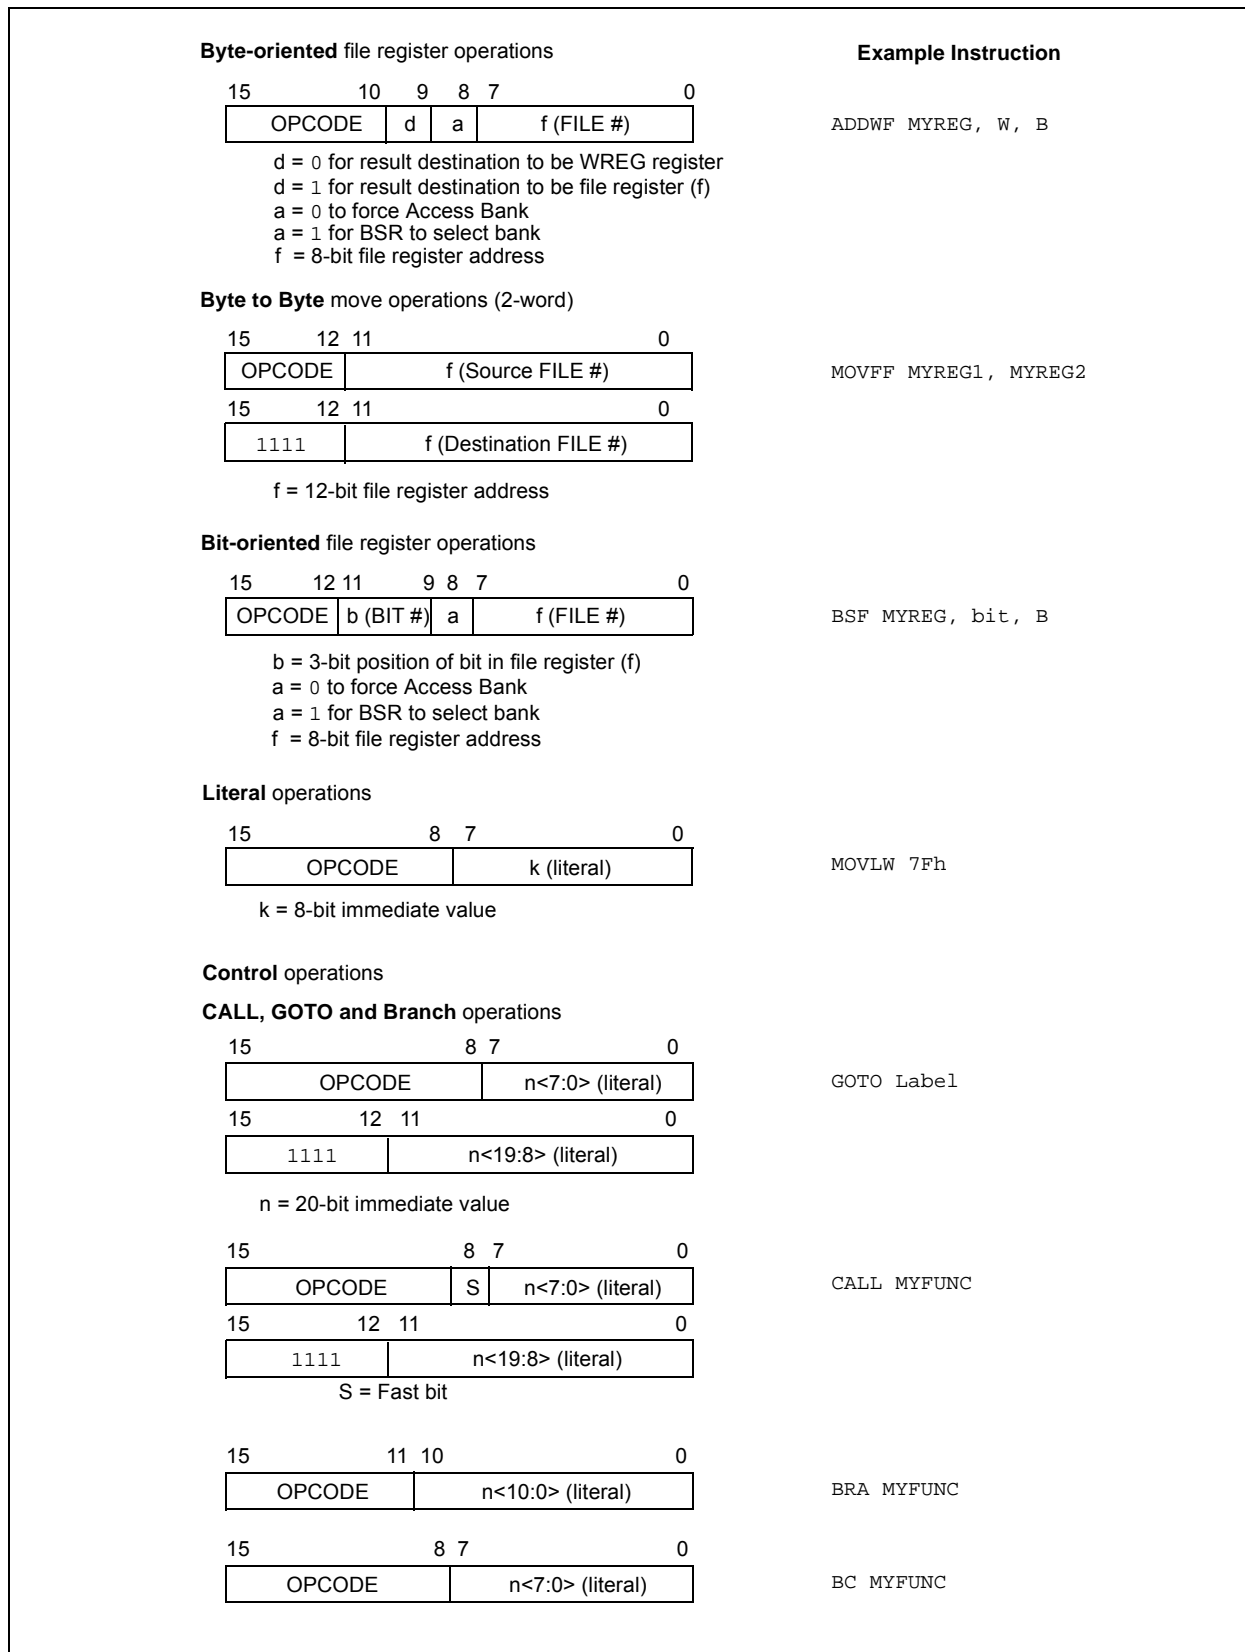 Byte-oriented file register operations
Example Instruction
15 10 9 8 7 0
OPCODE d a f (FILE #)
ADDWF MYREG, W, B
d = 0 for result destination to be WREG register
d = 1 for result destination to be file register (f)
a = 0 to force Access Bank
a = 1 for BSR to select bank
f = 8-bit file register address
Byte to Byte move operations (2-word)
15 12 11 0
OPCODE f (Source FILE #)
MOVFF MYREG1, MYREG2
15 12 11 0
1111 f (Destination FILE #)
f = 12-bit file register address
Bit-oriented file register operations
15 12 11 9 8 7 0
OPCODE b (BIT #) a f (FILE #)
BSF MYREG, bit, B
b = 3-bit position of bit in file register (f)
a = 0 to force Access Bank
a = 1 for BSR to select bank
f = 8-bit file register address
Literal operations
15 8 7 0
OPCODE k (literal)
MOVLW 7Fh
k = 8-bit immediate value
Control operations
CALL, GOTO and Branch operations
15 8 7 0
OPCODE n<7:0> (literal)
GOTO Label
15 12 11 0
1111 n<19:8> (literal)
n = 20-bit immediate value
15 8 7 0
OPCODE S n<7:0> (literal)
CALL MYFUNC
15 12 11 0
1111 n<19:8> (literal)
S = Fast bit
15 11 10 0
OPCODE n<10:0> (literal)
BRA MYFUNC
15 8 7 0
OPCODE n<7:0> (literal)
BC MYFUNC